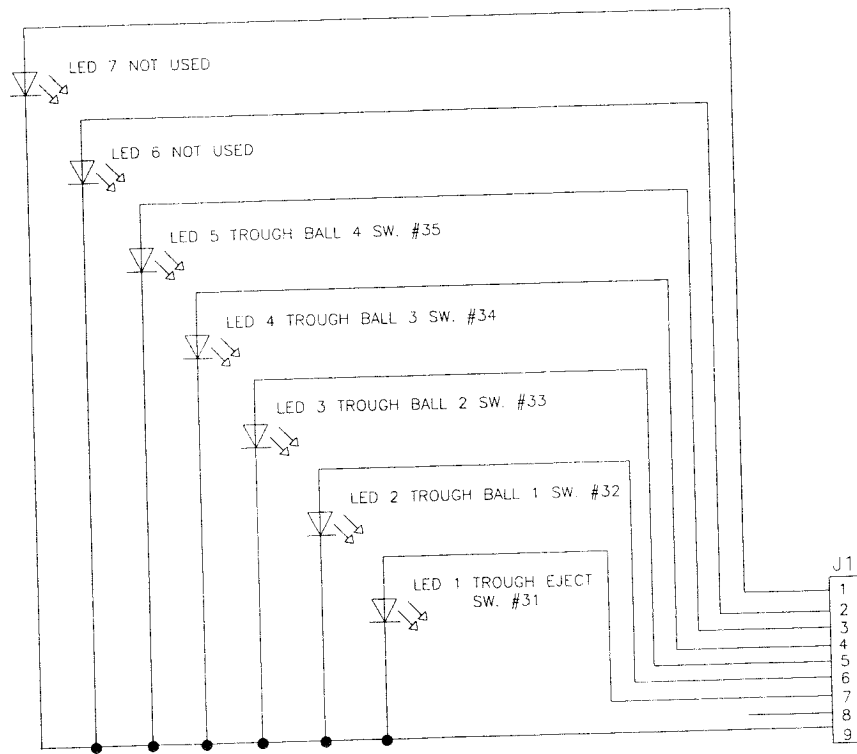 LED 7 NOT USED
LED 6 NOT USED
LED 5 TROUGH BALL 4 SW. #35
LED 4 TROUGH BALL 3 SW. #34
LED 3 TROUGH BALL 2 SW. #33
LED 2 TROUGH BALL 1 SW. #32
LED 1 TROUGH EJECT
SW. #31
J1
1
2
3
4
5
6
7
8
9